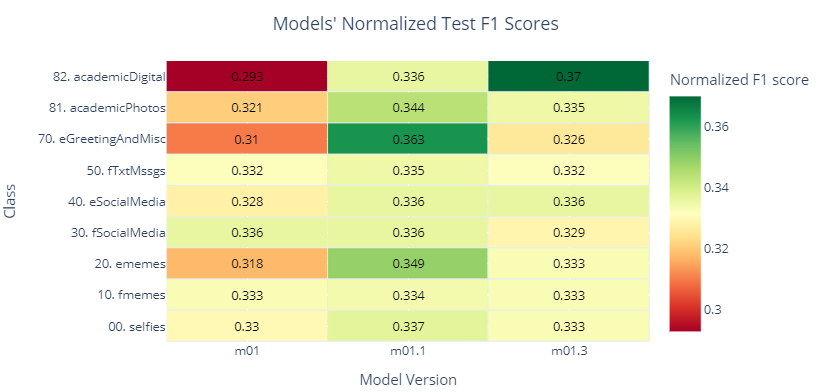 Models' Normalized Test F1 Scores
82. academicDigital 0.293 0.336 0.37
81. academicPhotos 0.321 0.344 0.335
70. eGreetingAndMisc 0.31 0.363 0.326
50. fTxtMssgs 0.332 0.335 0.332
40. eSocialMedia 0.328 0.336 0.336
30. fSocialMedia 0.336 0.336 0.329
20. ememes 0.318 0.349 0.333
10. fmemes 0.333 0.334 0.333
00. selfies 0.33 0.337 0.333
m01 m01.1 m01.3
Model Version
Class
Normalized F1 score
0.36
0.34
0.32
0.3